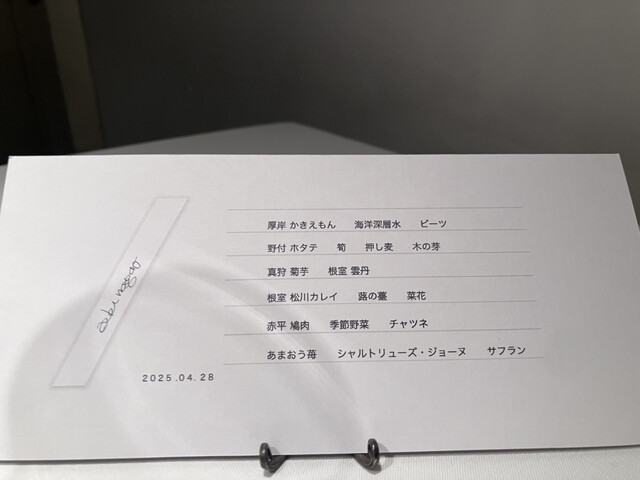 厚岸 かきえもん 海洋深層水 ビーツ
野付 ホタテ 筍 押し麦 木の芽
真狩 菊芋 根室 雲丹
根室 松川カレイ 蕗の薹 菜花
赤平 鳩肉 季節野菜 チャツネ
あまおう苺 シャルトリューズ・ジョーヌ サフラン
2025.04.28